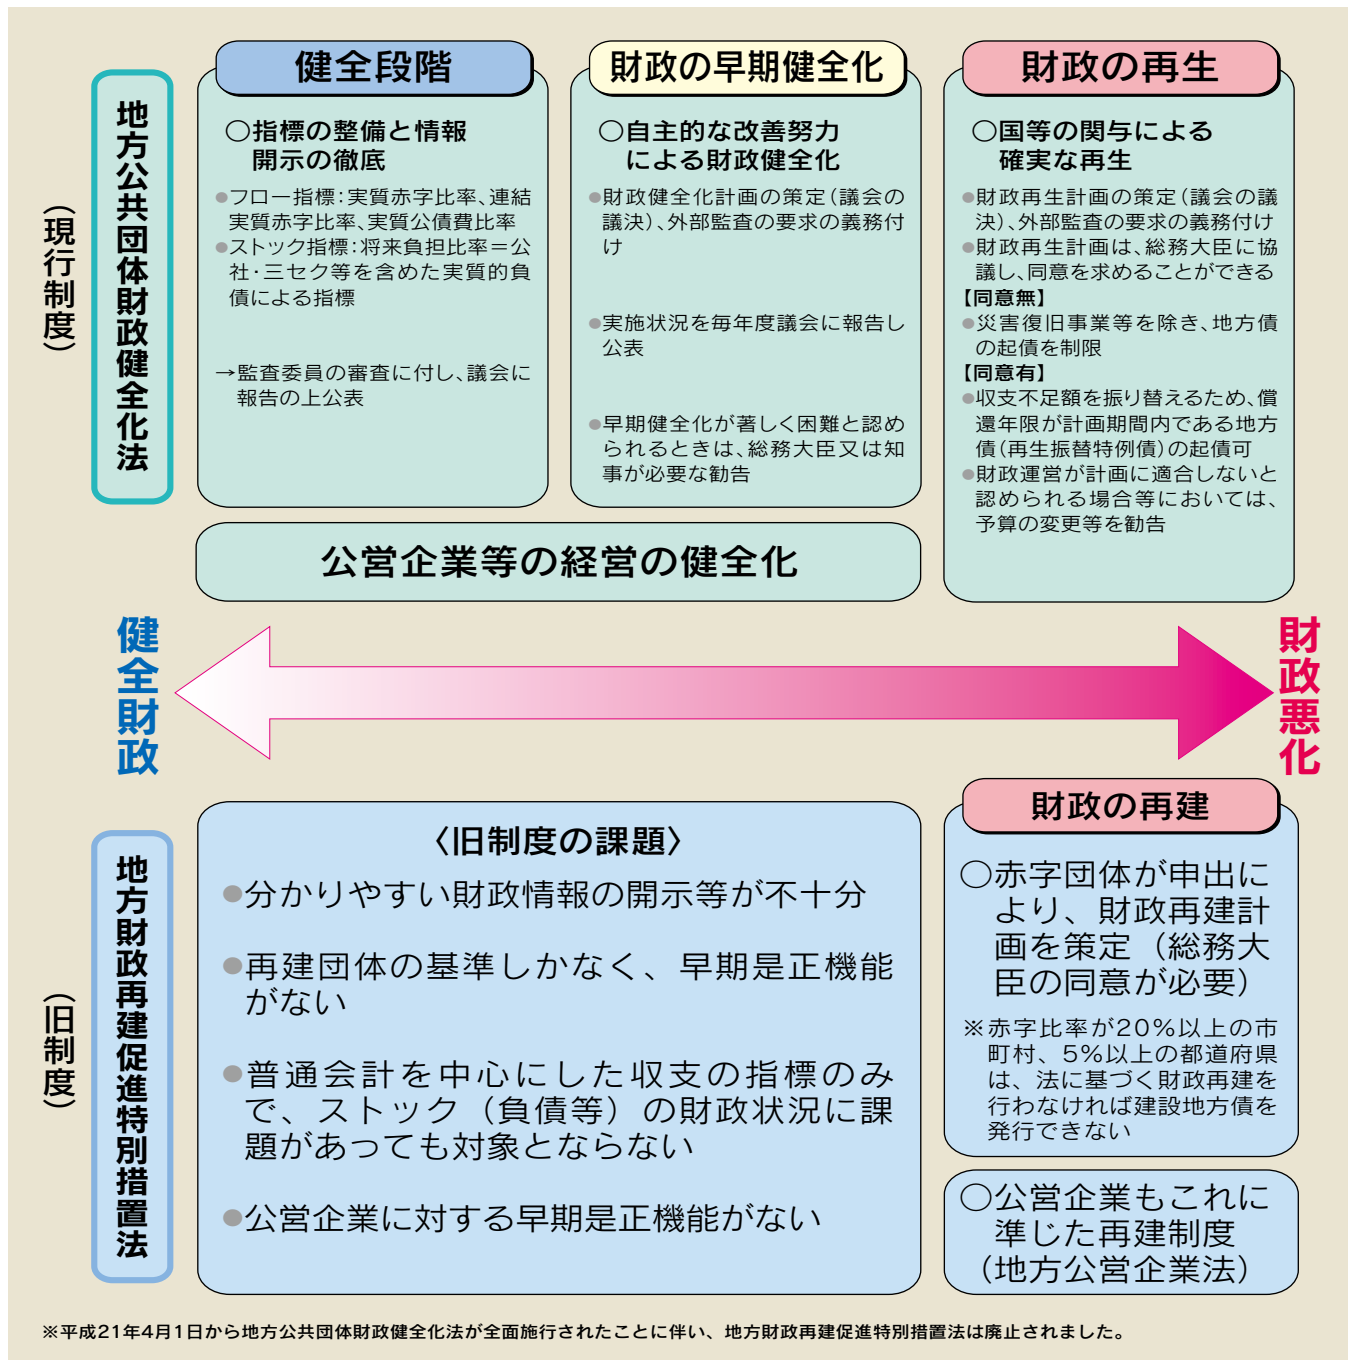 地方公共団体財政健全化法
（現行制度）
健全段階
○指標の整備と情報
開示の徹底
●フロー指標：実質赤字比率、連結
実質赤字比率、実質公債費比率
●ストック指標：将来負担比率＝公
社・三セク等を含めた実質的負
債による指標
→監査委員の審査に付し、議会に
報告の上公表
財政の早期健全化
○自主的な改善努力
による財政健全化
●財政健全化計画の策定（議会の
議決）、外部監査の要求の義務付
け
●実施状況を毎年度議会に報告し
公表
●早期健全化が著しく困難と認め
られるときは、総務大臣又は知
事が必要な勧告
財政の再生
○国等の関与による
確実な再生
●財政再生計画の策定（議会の議
決）、外部監査の要求の義務付け
●財政再生計画は、総務大臣に協
議し、同意を求めることができる
【同意無】
●災害復旧事業等を除き、地方債
の起債を制限
【同意有】
●収支不足額を振り替えるため、償
還年限が計画期間内である地方
債（再生振替特例債）の起債可
●財政運営が計画に適合しないと
認められる場合等においては、
予算の変更等を勧告
公営企業等の経営の健全化
健全財政
財政悪化
地方財政再建促進特別措置法
（旧制度）
〈旧制度の課題〉
●分かりやすい財政情報の開示等が不十分
●再建団体の基準しかなく、早期是正機能
がない
●普通会計を中心にした収支の指標のみ
で、ストック（負債等）の財政状況に課
題があっても対象とならない
●公営企業に対する早期是正機能がない
財政の再建
○赤字団体が申出に
より、財政再建計
画を策定（総務大
臣の同意が必要）
※赤字比率が20%以上の市
町村、5%以上の都道府県
は、法に基づく財政再建を
行わなければ建設地方債を
発行できない
○公営企業もこれに
準じた再建制度
（地方公営企業法）
※平成21年4月1日から地方公共団体財政健全化法が全面施行されたことに伴い、地方財政再建促進特別措置法は廃止されました。